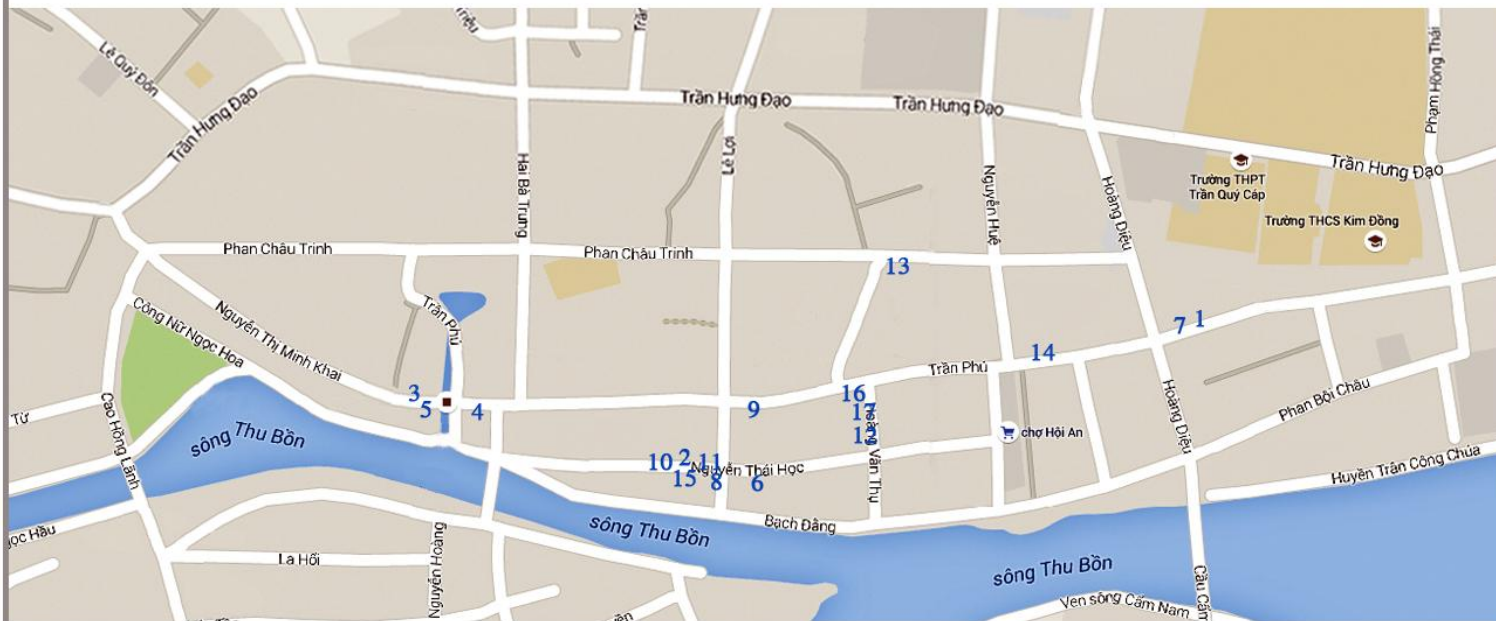 Triệu
Lê Quý Đôn
Trần Hưng Đạo
Trần Hưng Đạo
Trần Hưng Đạo
Trần Hưng Đạo
Phạm Hồng Thái
Hai Bà Trưng
Lê Lợi
Nguyễn Huệ
Hoàng Diệu
Trường THPT
Trần Quý Cáp
Trường THCS Kim Đồng
Phan Châu Trinh
Phan Châu Trinh
13
Trần Phú
Công Nữ Ngọc Hoa
Nguyễn Thị Minh Khai
7 1
14
Trần Phú
Từ
Cao Hồng Lãnh
3
5
4
9
16
17
12
Hoàng Văn Thụ
Hoàng Diệu
Phan Bội Châu
chợ Hội An
sông Thu Bồn
10 2 11
Nguyễn Thái Học
15 8 6
Huyền Trân Công Chúa
Bạch Đằng
sông Thu Bồn
sông Thu Bồn
La Hối
Nguyễn Hoàng
Ven sông Cẩm Nam